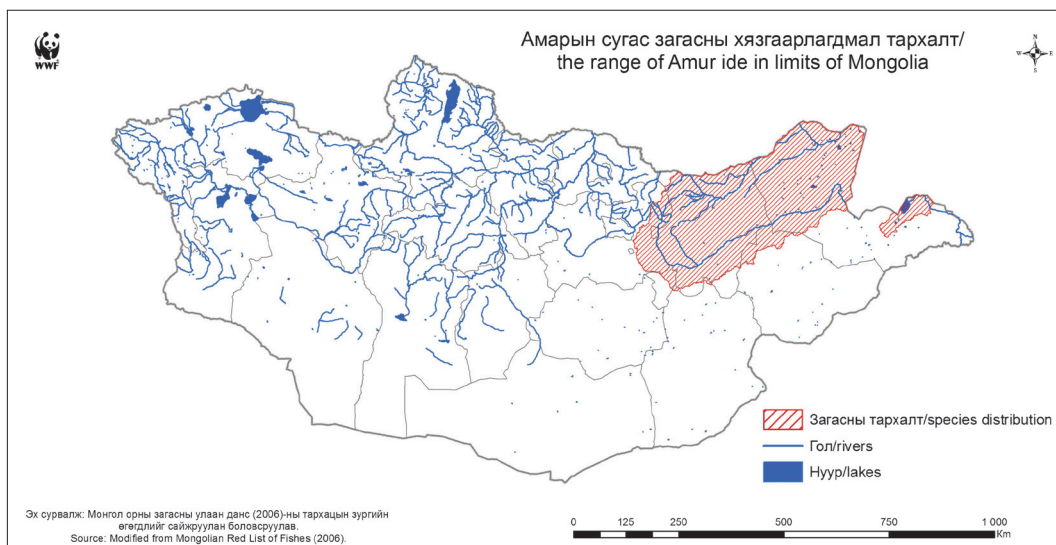 WWF
Амарын сугас загасны хязгаарлагдмал тархалт/
the range of Amur ide in limits of Mongolia
N
W E
S
Загасны тархалт/species distribution
Гол/rivers
Нуур/lakes
Эх сурвалж: Монгол орны загасны улаан данс (2006)-ны тархацын зургийн
өгөгдлийг сайжруулан боловсруулав.
Source: Modified from Mongolian Red List of Fishes (2006).
0 125 250 500 750 1 000
Km